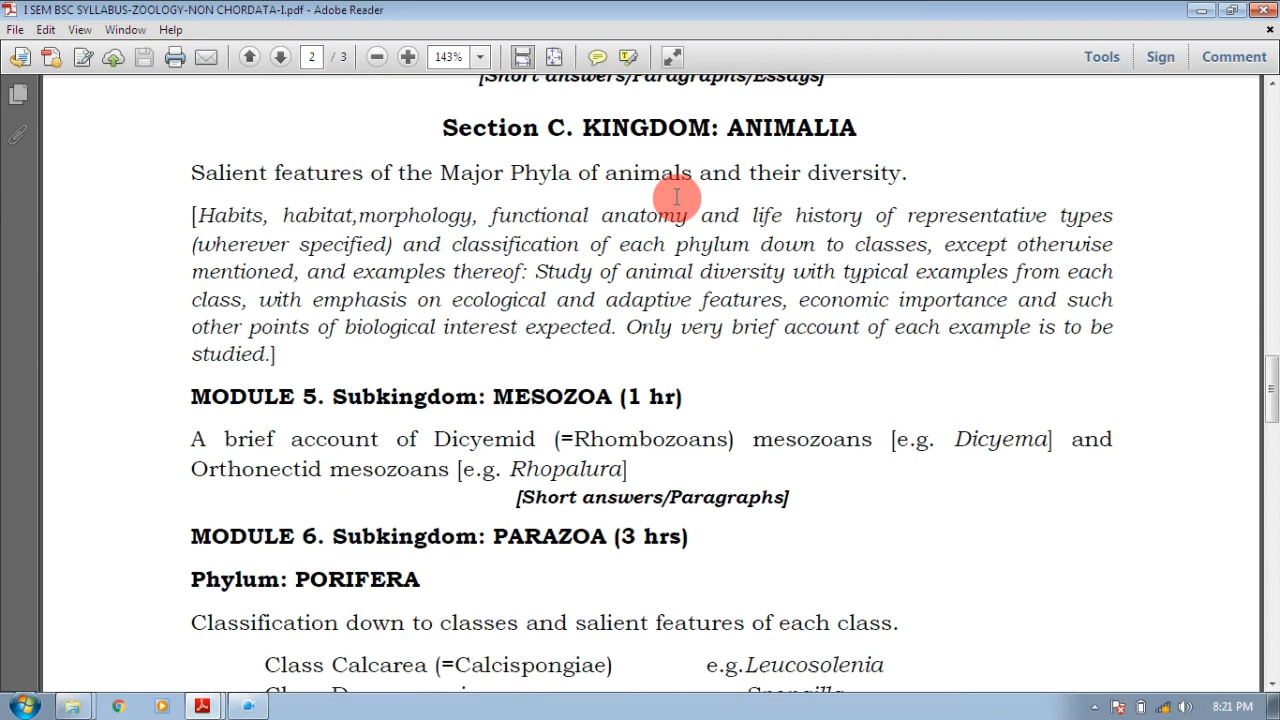 I SEM BSC SYLLABUS-ZOOLOGY-NON CHORDATA-I.pdf - Adobe Reader
File Edit View Window Help
2 / 3 143% Tools Sign Comment
[Short answers/Paragraphs/Essays]
Section C. KINGDOM: ANIMALIA
Salient features of the Major Phyla of animals and their diversity.
[Habits, habitat,morphology, functional anatomy and life history of representative types
(wherever specified) and classification of each phylum down to classes, except otherwise
mentioned, and examples thereof: Study of animal diversity with typical examples from each
class, with emphasis on ecological and adaptive features, economic importance and such
other points of biological interest expected. Only very brief account of each example is to be
studied.]
MODULE 5. Subkingdom: MESOZOA (1 hr)
A brief account of Dicyemid (=Rhombozoans) mesozoans [e.g. Dicyema] and
Orthonectid mesozoans [e.g. Rhopalura]
[Short answers/Paragraphs]
MODULE 6. Subkingdom: PARAZOA (3 hrs)
Phylum: PORIFERA
Classification down to classes and salient features of each class.
Class Calcarea (=Calcispongiae) e.g.Leucosolenia
Class Spongilla
8:21 PM